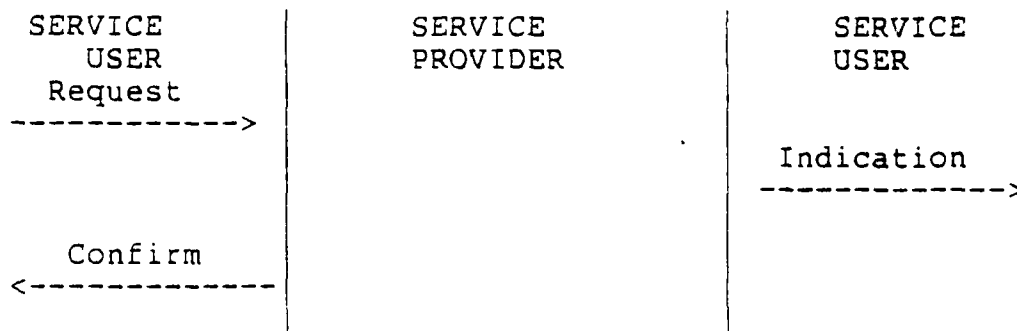 SERVICE SERVICE SERVICE
USER PROVIDER USER
Request
------------>
Indication
------------->
Confirm
<-------------